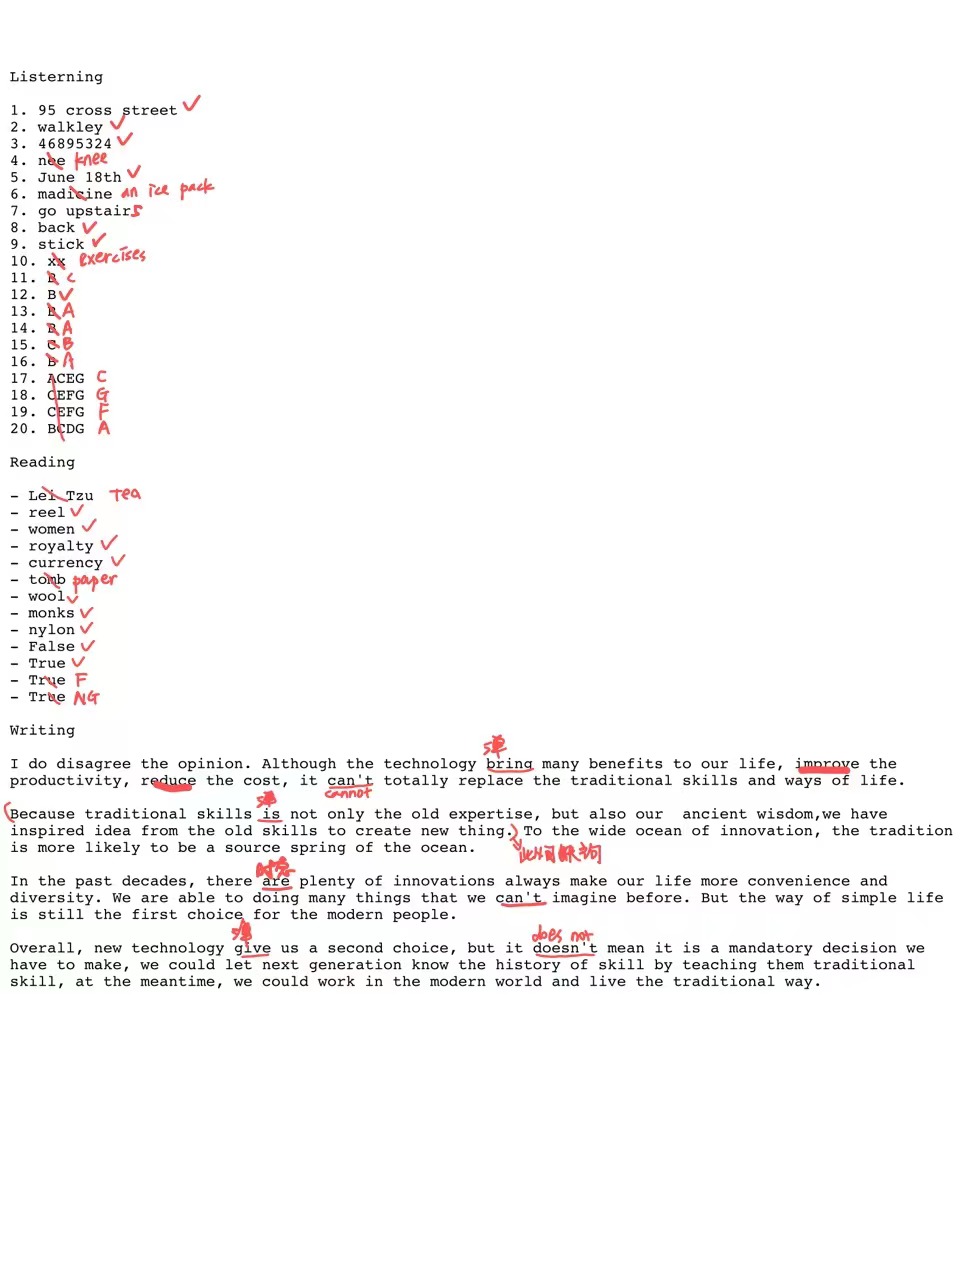 Listerning
1. 95 cross street
2. walkley
3. 46895324
4. nee knee
5. June 18th
6. madicine an ice pack
7. go upstairs
8. back
9. stick
10. xx exercises
11. B C
12. B
13. B A
14. B A
15. C B
16. B A
17. ACEG C
18. CEFG G
19. CEFG F
20. BCDG A
Reading
- Lei Tzu Tea
- reel
- women
- royalty
- currency
- tomb paper
- wool
- monks
- nylon
- False
- True
- True F
- True NG
Writing
I do disagree the opinion. Although the technology bring many benefits to our life, improve the
productivity, reduce the cost, it can't totally replace the traditional skills and ways of life.
cannot
Because traditional skills is not only the old expertise, but also our  ancient wisdom,we have
inspired idea from the old skills to create new thing. To the wide ocean of innovation, the tradition
is more likely to be a source spring of the ocean.
时态
In the past decades, there are plenty of innovations always make our life more convenience and
diversity. We are able to doing many things that we can't imagine before. But the way of simple life
is still the first choice for the modern people.
does not
Overall, new technology give us a second choice, but it doesn't mean it is a mandatory decision we
have to make, we could let next generation know the history of skill by teaching them traditional
skill, at the meantime, we could work in the modern world and live the traditional way.